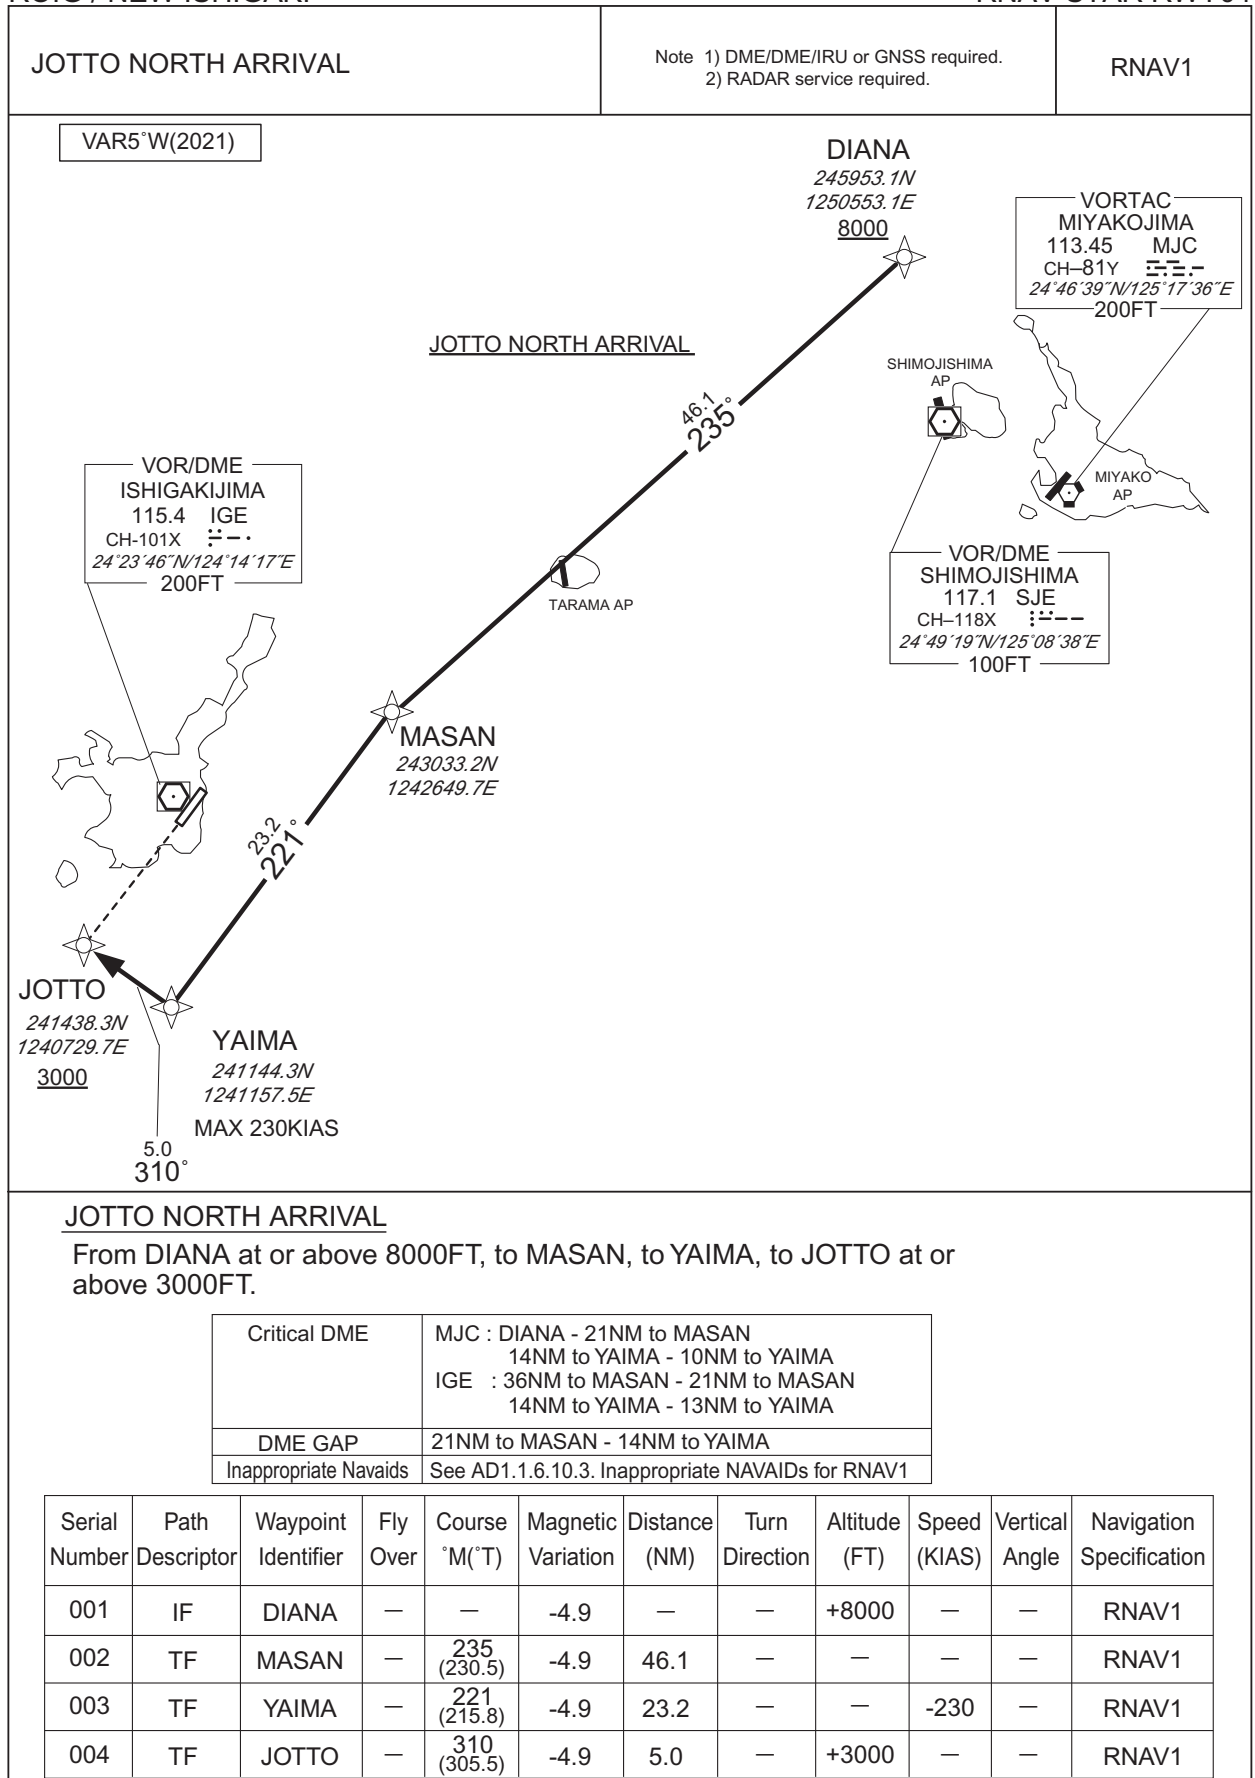 JOTTO NORTH ARRIVAL
Note 1) DME/DME/IRU or GNSS required.
2) RADAR service required.
RNAV1
VAR5˚W(2021)
DIANA
245953.1N
1250553.1E
8000
VORTAC
MIYAKOJIMA
113.45 MJC
CH–81Y
24˚46´39˝N/125˚17´36˝E
200FT
JOTTO NORTH ARRIVAL
SHIMOJISHIMA
AP
46.1
235˚
MIYAKO
AP
VOR/DME
ISHIGAKIJIMA
115.4 IGE
CH-101X
24˚23´46˝N/124˚14´17˝E
200FT
VOR/DME
SHIMOJISHIMA
117.1 SJE
CH–118X
24˚49´19˝N/125˚08´38˝E
100FT
TARAMA AP
MASAN
243033.2N
1242649.7E
23.2
221˚
JOTTO
241438.3N
1240729.7E
3000
YAIMA
241144.3N
1241157.5E
MAX 230KIAS
5.0
310˚
JOTTO NORTH ARRIVAL
From DIANA at or above 8000FT, to MASAN, to YAIMA, to JOTTO at or
above 3000FT.
Critical DME
MJC : DIANA - 21NM to MASAN
14NM to YAIMA - 10NM to YAIMA
IGE : 36NM to MASAN - 21NM to MASAN
14NM to YAIMA - 13NM to YAIMA
DME GAP 21NM to MASAN - 14NM to YAIMA
Inappropriate Navaids See AD1.1.6.10.3. Inappropriate NAVAIDs for RNAV1
Serial Number Path Descriptor Waypoint Identifier Fly Over Course ˚M(˚T) Magnetic Variation Distance (NM) Turn Direction Altitude (FT) Speed (KIAS) Vertical Angle Navigation Specification
001 IF DIANA — — -4.9 — — +8000 — — RNAV1
002 TF MASAN — 235 (230.5) -4.9 46.1 — — — — RNAV1
003 TF YAIMA — 221 (215.8) -4.9 23.2 — — -230 — RNAV1
004 TF JOTTO — 310 (305.5) -4.9 5.0 — +3000 — — RNAV1